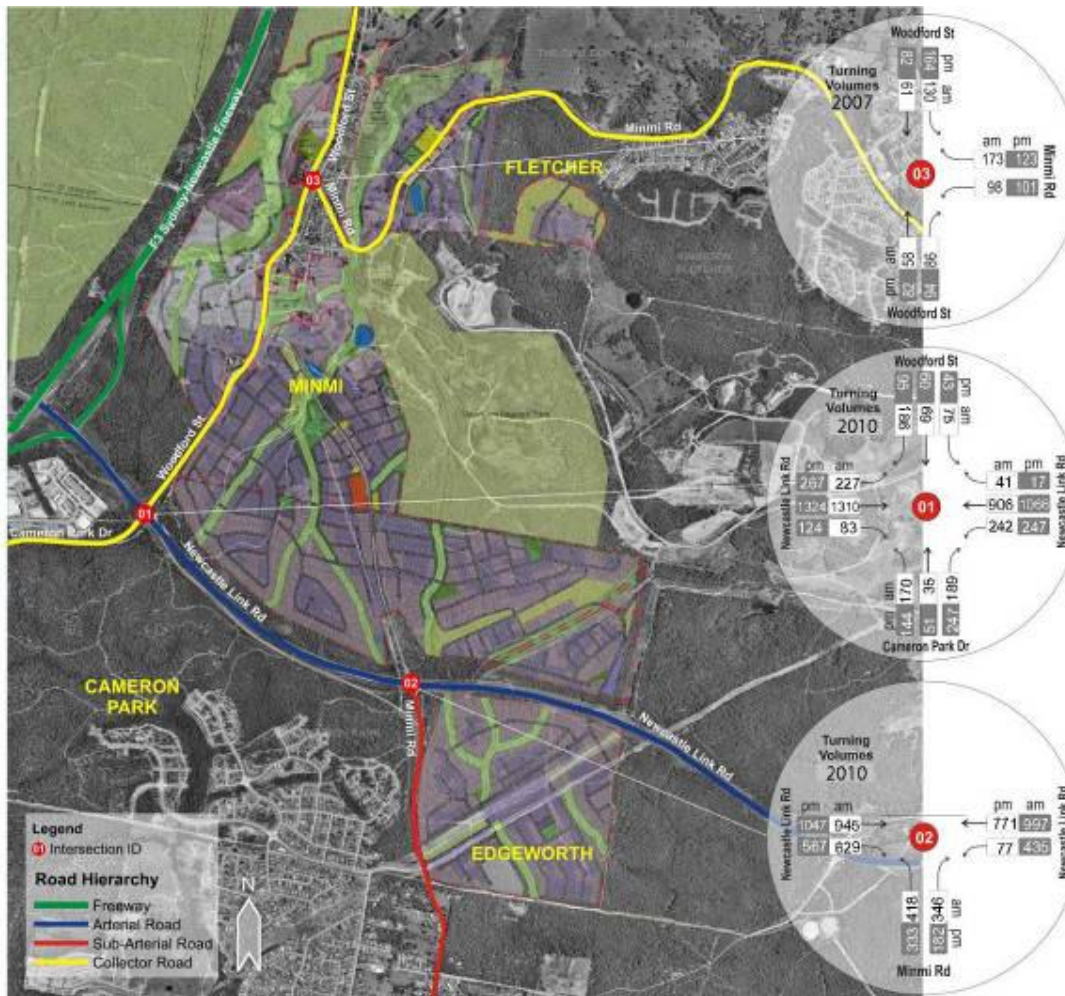 Woodford St
82 164 pm
61 130 am
Turning
Volumes
2007
am pm
173 123
98 101
Minmi Rd
03
am 58 98
pm 82 94
Woodford St
F3 Sydney-Newcastle Freeway
Woodford St
Minmi Rd
FLETCHER
03
Minmi Rd
MINMI
Woodford St
01
Cameron Park Dr
Newcastle Link Rd
02
Minmi Rd
Newcastle Link Rd
CAMERON
PARK
EDGEWORTH
Woodford St
95 60 43 pm
186 69 75 am
Turning
Volumes
2010
Newcastle Link Rd
pm am
267 227
1324 1310
124 83
01
am pm
41 17
908 1068
242 247
Newcastle Link Rd
am 170 35 189
pm 144 51 247
Cameron Park Dr
Turning
Volumes
2010
Newcastle Link Rd
pm am
1047 945
567 629
02
pm am
771 997
77 435
Newcastle Link Rd
418 346 am
333 182 pm
Minmi Rd
Legend
01 Intersection ID
Road Hierarchy
Freeway
Arterial Road
Sub-Arterial Road
Collector Road
N